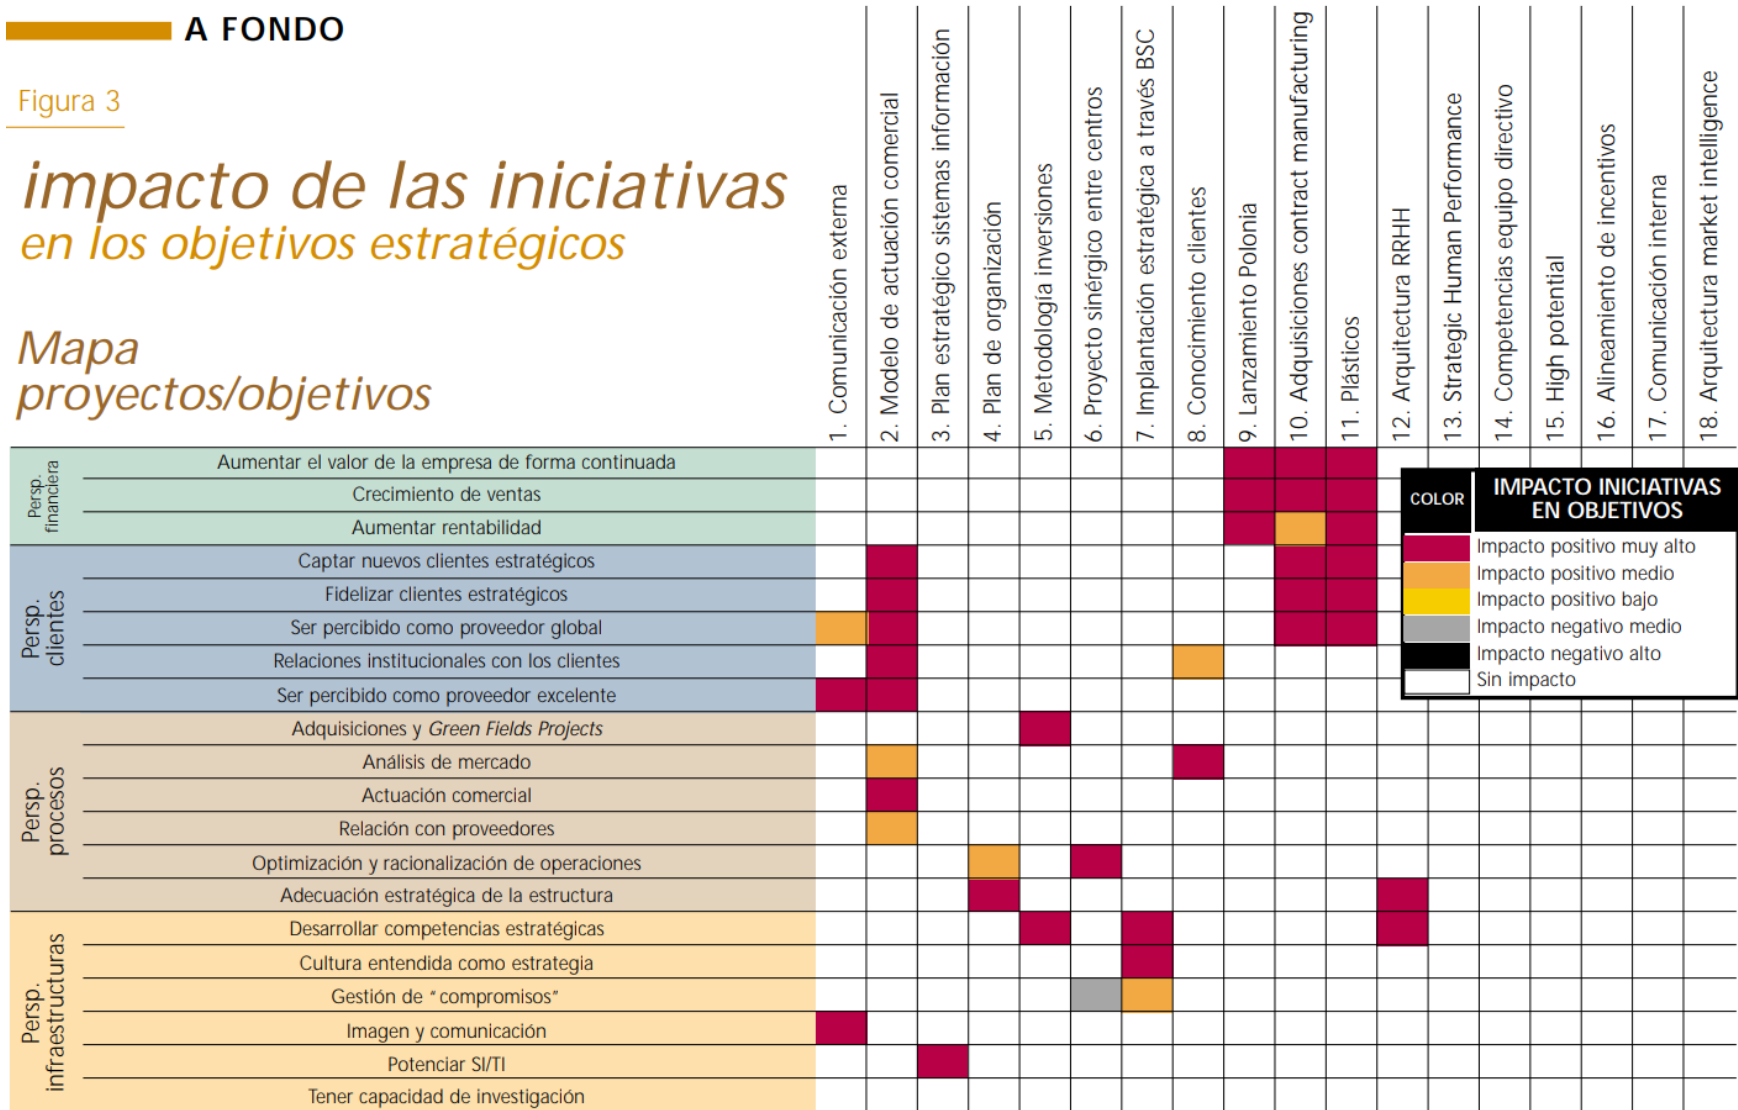 A FONDO
Figura 3
impacto de las iniciativas
en los objetivos estratégicos
Mapa
proyectos/objetivos
1. Comunicación externa
2. Modelo de actuación comercial
3. Plan estratégico sistemas información
4. Plan de organización
5. Metodología inversiones
6. Proyecto sinérgico entre centros
7. Implantación estratégica a través BSC
8. Conocimiento clientes
9. Lanzamiento Polonia
10. Adquisiciones contract manufacturing
11. Plásticos
12. Arquitectura RRHH
13. Strategic Human Performance
14. Competencias equipo directivo
15. High potential
16. Alineamiento de incentivos
17. Comunicación interna
18. Arquitectura market intelligence
Persp.
financiera
Aumentar el valor de la empresa de forma continuada
Crecimiento de ventas
Aumentar rentabilidad
Persp.
clientes
Captar nuevos clientes estratégicos
Fidelizar clientes estratégicos
Ser percibido como proveedor global
Relaciones institucionales con los clientes
Ser percibido como proveedor excelente
Persp.
procesos
Adquisiciones y Green Fields Projects
Análisis de mercado
Actuación comercial
Relación con proveedores
Optimización y racionalización de operaciones
Adecuación estratégica de la estructura
Persp.
infraestructuras
Desarrollar competencias estratégicas
Cultura entendida como estrategia
Gestión de “compromisos”
Imagen y comunicación
Potenciar SI/TI
Tener capacidad de investigación
COLOR
IMPACTO INICIATIVAS
EN OBJETIVOS
Impacto positivo muy alto
Impacto positivo medio
Impacto positivo bajo
Impacto negativo medio
Impacto negativo alto
Sin impacto